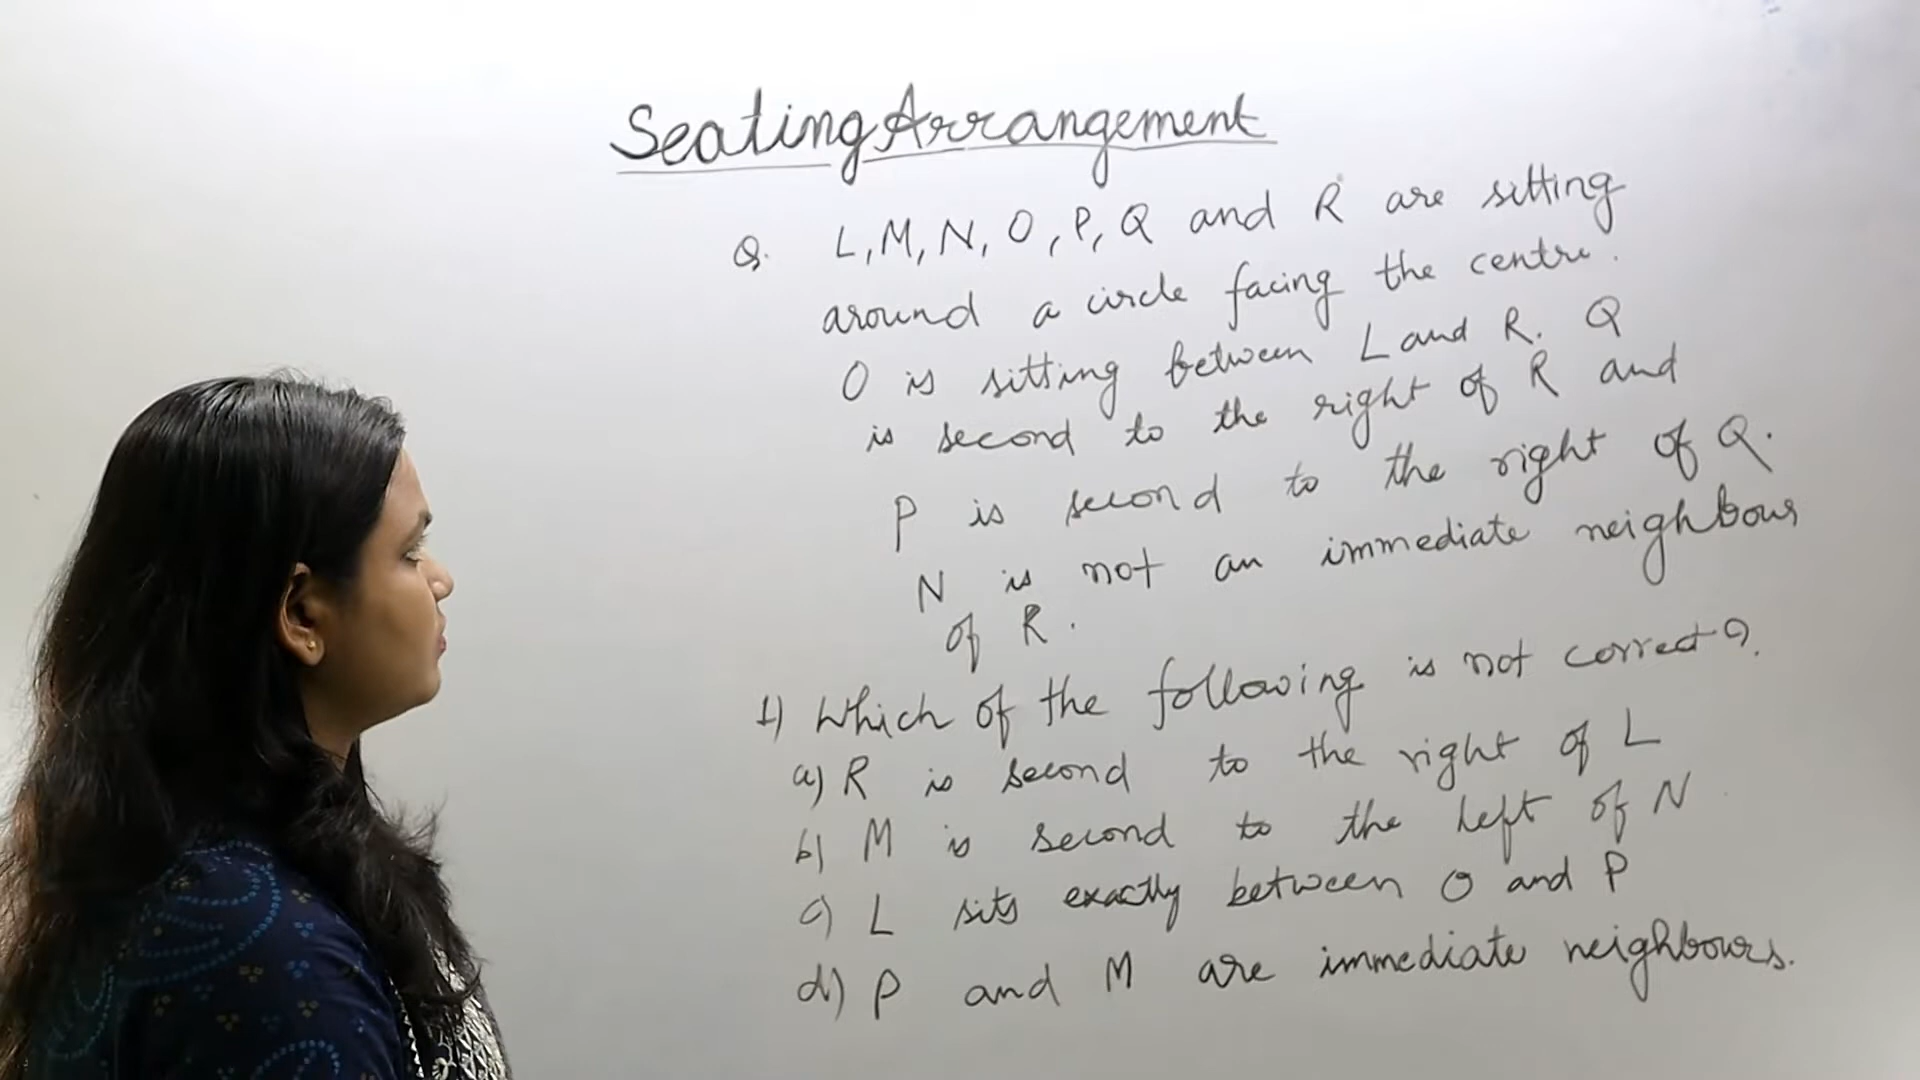 Seating Arrangement
Q. L, M, N, O, P, Q and R are sitting
around a circle facing the centre.
O is sitting between L and R. Q
is second to the right of R and
P is second to the right of Q.
N is not an immediate neighbour
of R.
1) Which of the following is not correct?
a) R is second to the right of L
b) M is second to the left of N
c) L sits exactly between O and P
d) P and M are immediate neighbours.